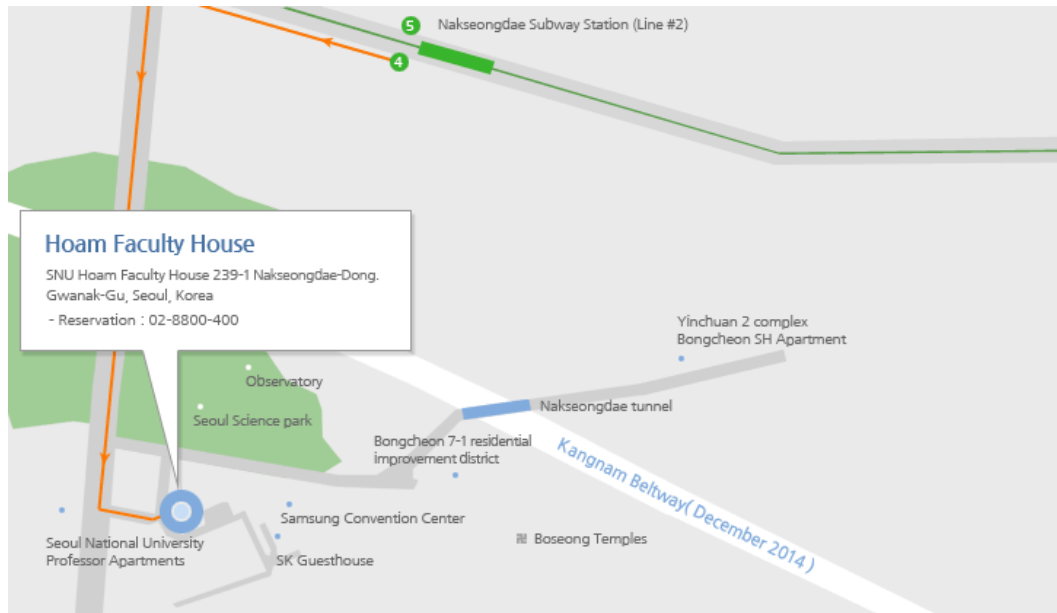 5 Nakseongdae Subway Station (Line #2)
4
Hoam Faculty House
SNU Hoam Faculty House 239-1 Nakseongdae-Dong.
Gwanak-Gu, Seoul, Korea
- Reservation : 02-8800-400
Yinchuan 2 complex
Bongcheon SH Apartment
Observatory
Seoul Science park
Nakseongdae tunnel
Bongcheon 7-1 residential
improvement district
Kangnam Beltway( December 2014 )
Samsung Convention Center
Seoul National University
Professor Apartments
SK Guesthouse
卍 Boseong Temples